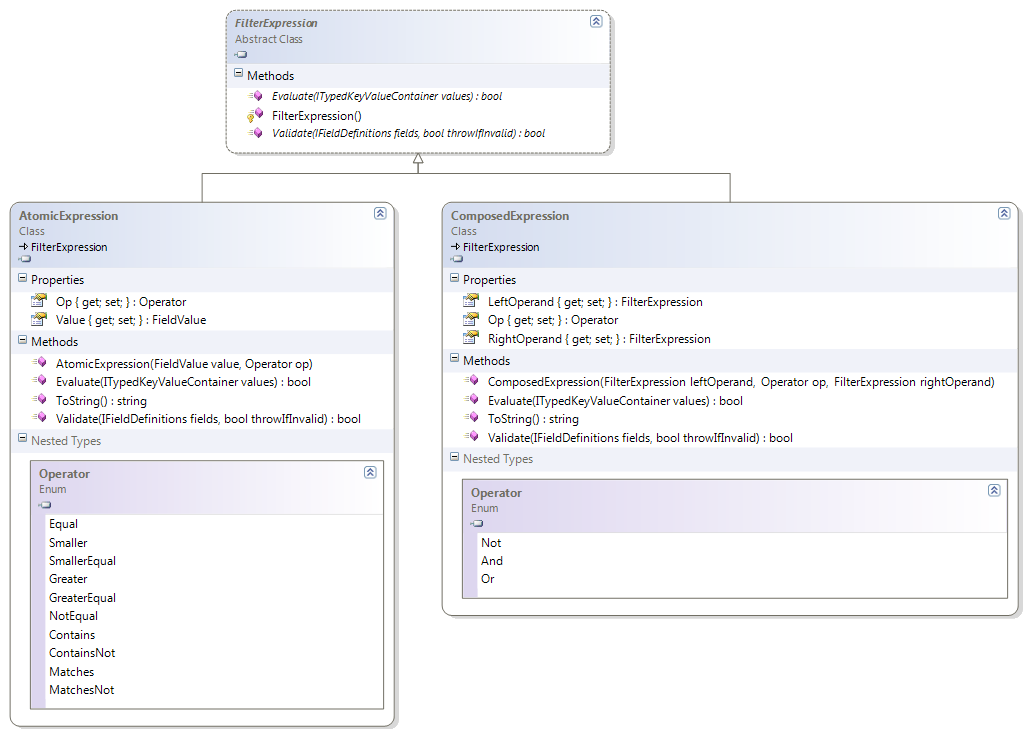 FilterExpression
Abstract Class
Methods
Evaluate(ITypedKeyValueContainer values) : bool
FilterExpression()
Validate(IFieldDefinitions fields, bool throwIfInvalid) : bool
AtomicExpression
Class
FilterExpression
Properties
Op { get; set; } : Operator
Value { get; set; } : FieldValue
Methods
AtomicExpression(FieldValue value, Operator op)
Evaluate(ITypedKeyValueContainer values) : bool
ToString() : string
Validate(IFieldDefinitions fields, bool throwIfInvalid) : bool
Nested Types
Operator
Enum
Equal
Smaller
SmallerEqual
Greater
GreaterEqual
NotEqual
Contains
ContainsNot
Matches
MatchesNot
ComposedExpression
Class
FilterExpression
Properties
LeftOperand { get; set; } : FilterExpression
Op { get; set; } : Operator
RightOperand { get; set; } : FilterExpression
Methods
ComposedExpression(FilterExpression leftOperand, Operator op, FilterExpression rightOperand)
Evaluate(ITypedKeyValueContainer values) : bool
ToString() : string
Validate(IFieldDefinitions fields, bool throwIfInvalid) : bool
Nested Types
Operator
Enum
Not
And
Or